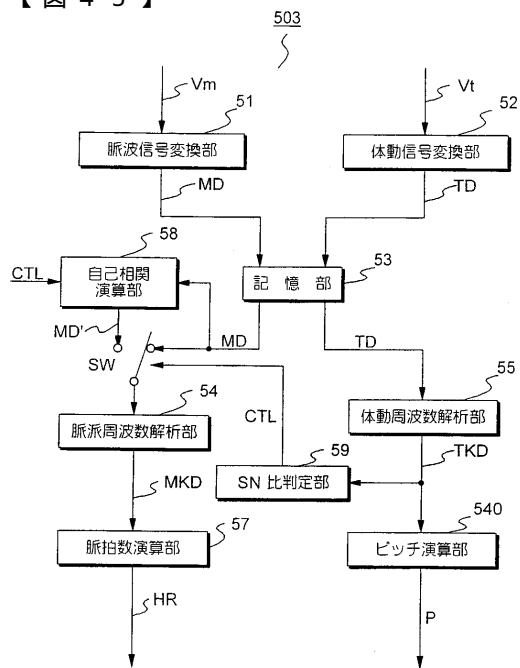 【図45】
503
Vm
Vt
51
52
脈波信号変換部
体動信号変換部
MD
TD
58
53
CTL
自己相関
演算部
記憶部
MD'
MD
TD
SW
54
55
CTL
脈派周波数解析部
体動周波数解析部
59
TKD
MKD
SN比判定部
540
57
脈拍数演算部
ピッチ演算部
HR
P